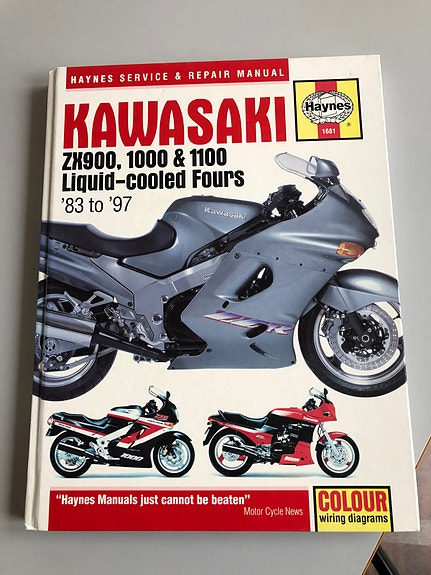 HAYNES SERVICE & REPAIR MANUAL
Haynes
1681
®
KAWASAKI
ZX900, 1000 & 1100
Liquid-cooled Fours
'83 to '97
Kawasaki
ZZ-R
"Haynes Manuals just cannot be beaten"
Motor Cycle News
COLOUR
wiring diagrams